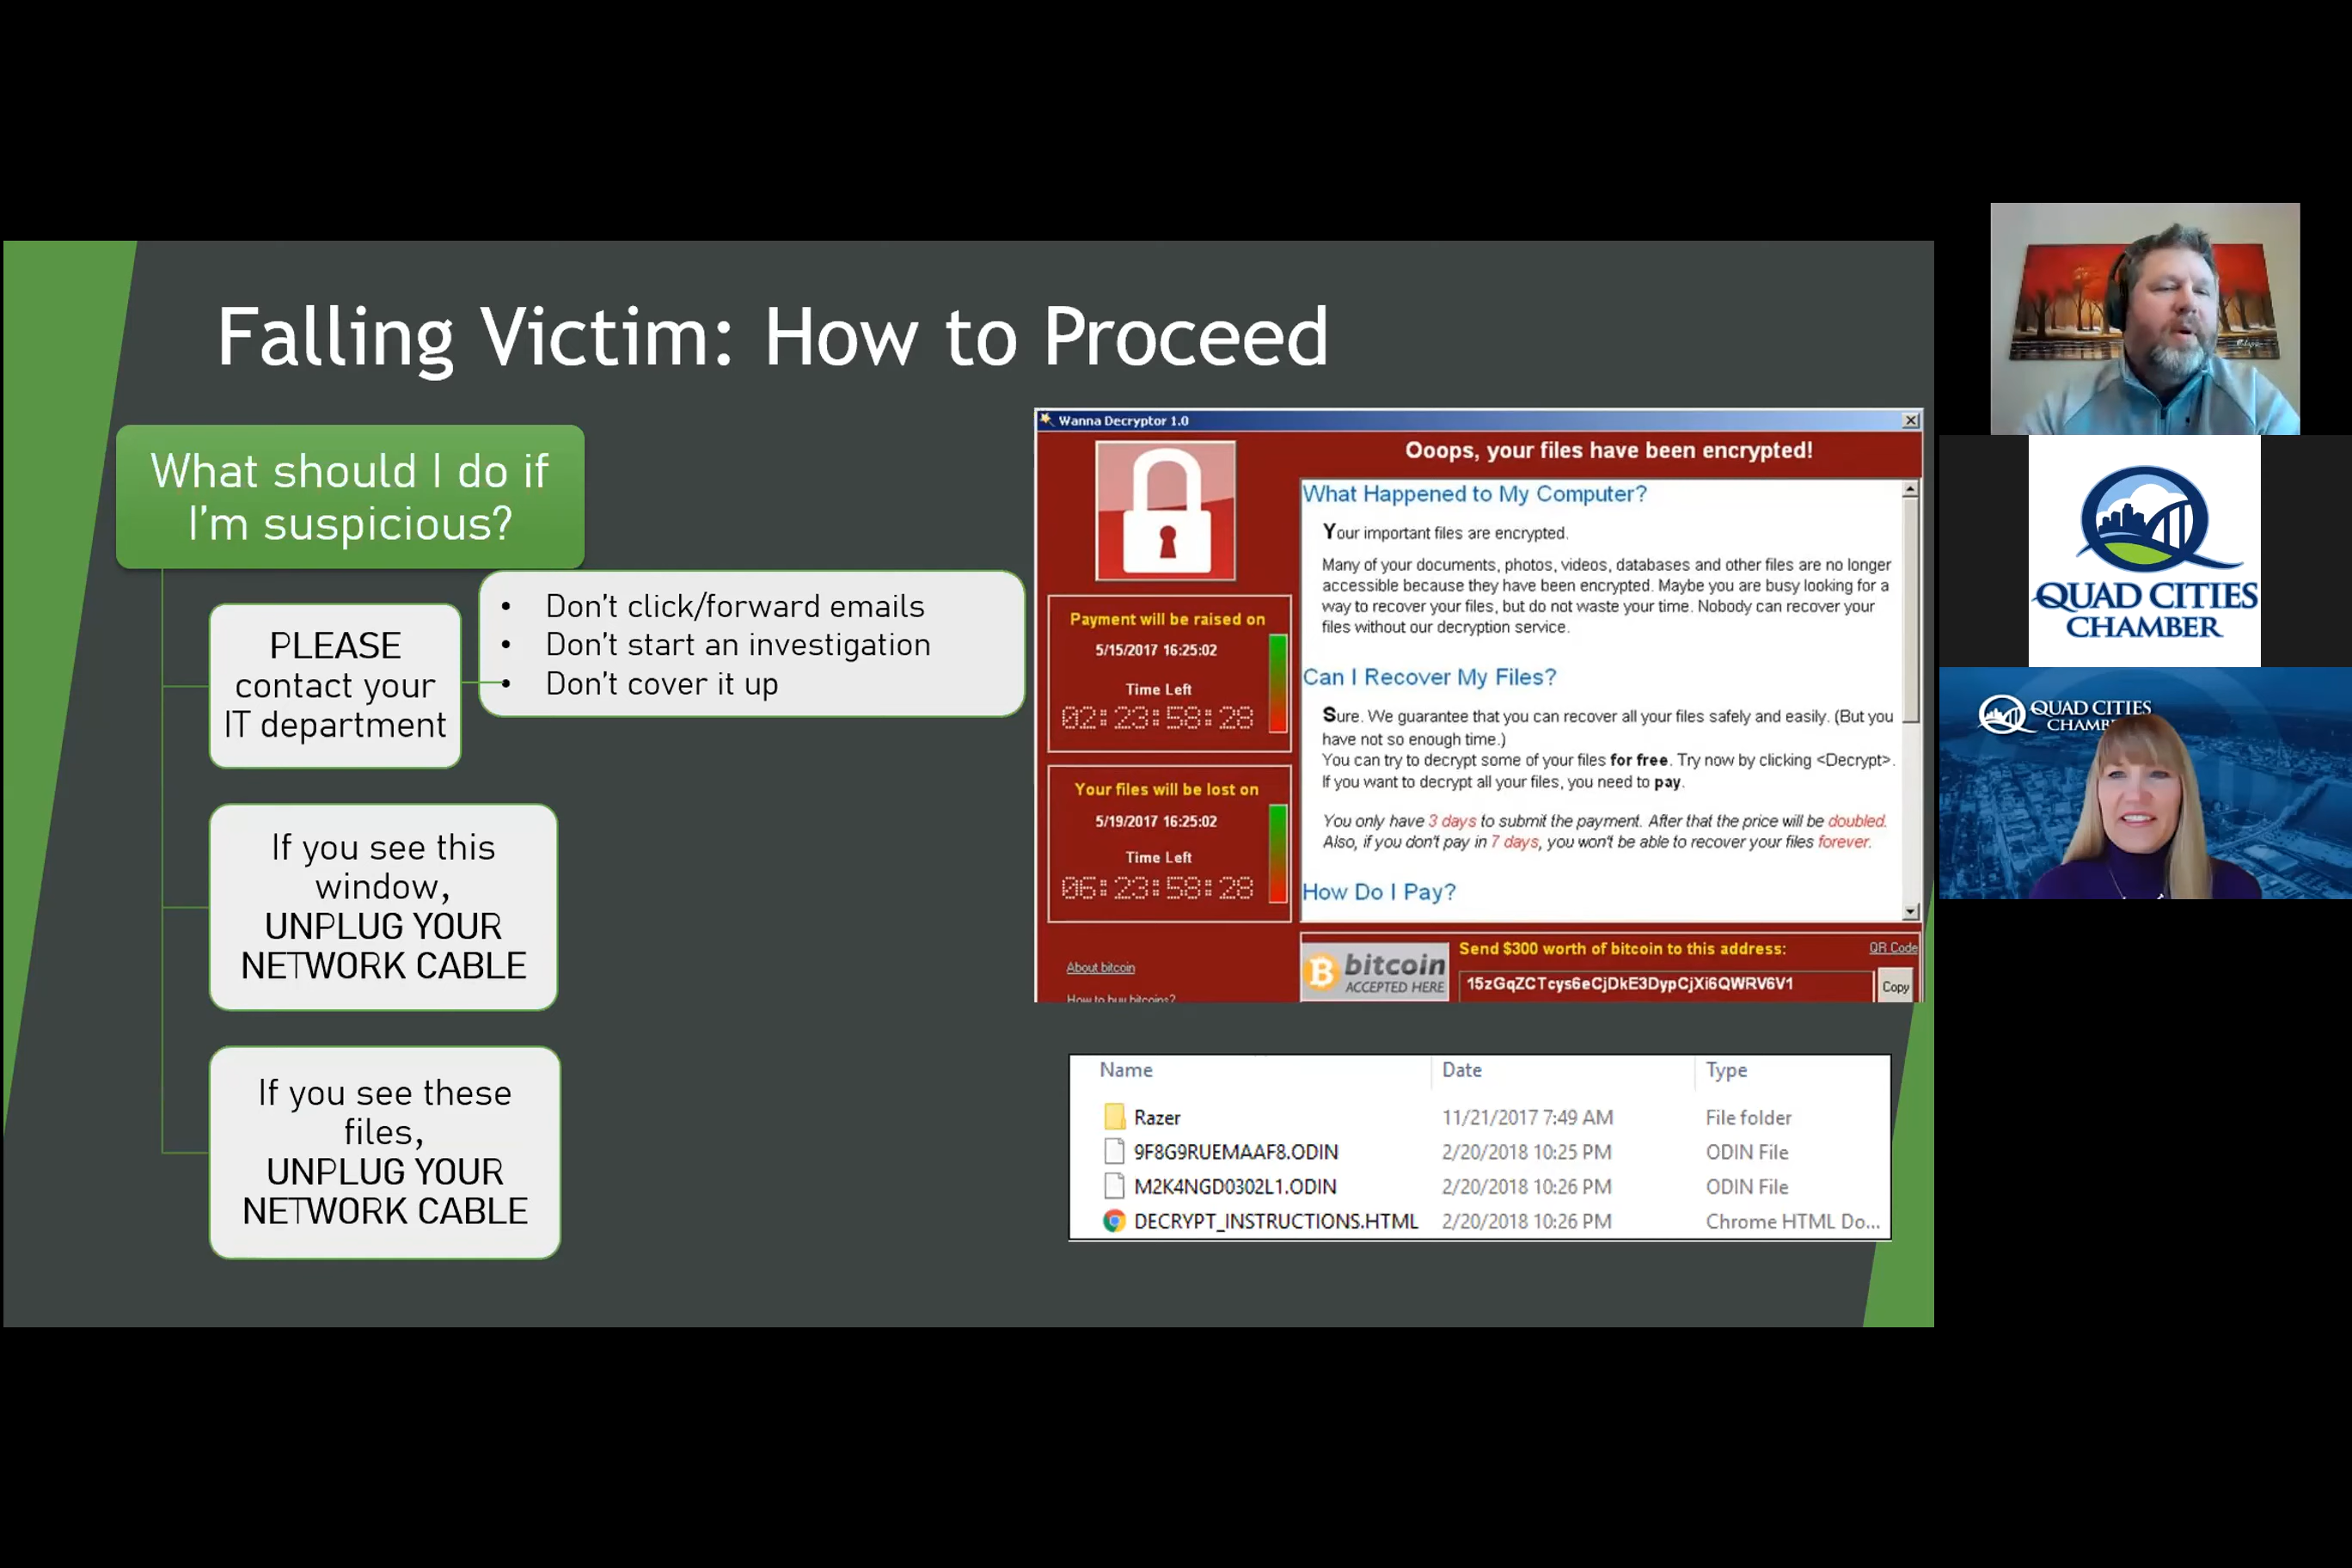 Falling Victim: How to Proceed
What should I do if
I'm suspicious?
PLEASE
contact your
IT department
• Don't click/forward emails
• Don't start an investigation
• Don't cover it up
If you see this
window,
UNPLUG YOUR
NETWORK CABLE
If you see these
files,
UNPLUG YOUR
NETWORK CABLE
Wanna Decryptor 1.0
Ooops, your files have been encrypted!
Payment will be raised on
5/15/2017 16:25:02
Time Left
02:23:58:28
Your files will be lost on
5/19/2017 16:25:02
Time Left
06:23:58:28
About bitcoin
How to buy bitcoins?
What Happened to My Computer?
Your important files are encrypted.
Many of your documents, photos, videos, databases and other files are no longer
accessible because they have been encrypted. Maybe you are busy looking for a
way to recover your files, but do not waste your time. Nobody can recover your
files without our decryption service.
Can I Recover My Files?
Sure. We guarantee that you can recover all your files safely and easily. (But you
have not so enough time.)
You can try to decrypt some of your files for free. Try now by clicking <Decrypt>.
If you want to decrypt all your files, you need to pay.
You only have 3 days to submit the payment. After that the price will be doubled.
Also, if you don't pay in 7 days, you won't be able to recover your files forever.
How Do I Pay?
bitcoin
ACCEPTED HERE
Send $300 worth of bitcoin to this address:
QR Code
15zGqZCTcys6eCjDkE3DypCjXi6QWRV6V1
Copy
Name Date Type
Razer 11/21/2017 7:49 AM File folder
9F8G9RUEMAAF8.ODIN 2/20/2018 10:25 PM ODIN File
M2K4NGD0302L1.ODIN 2/20/2018 10:26 PM ODIN File
DECRYPT_INSTRUCTIONS.HTML 2/20/2018 10:26 PM Chrome HTML Do...
QUAD CITIES
CHAMBER
QUAD CITIES
CHAMB